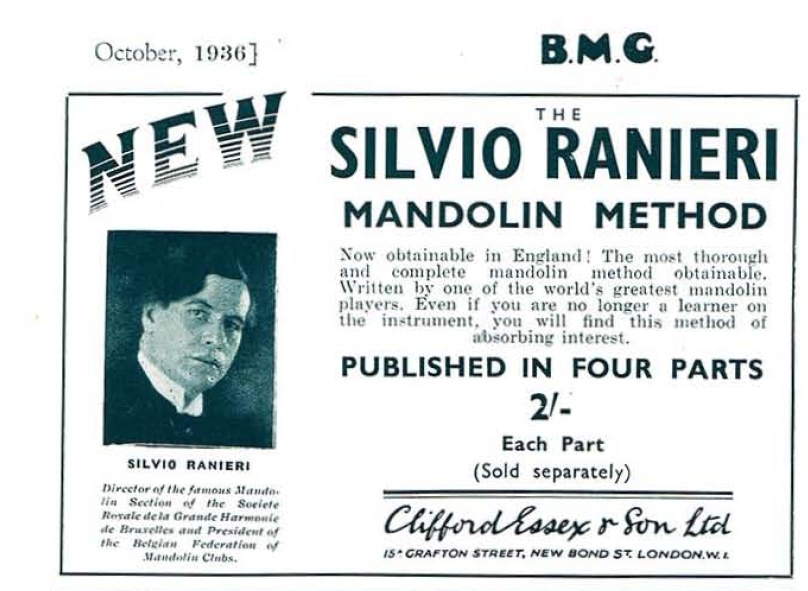 October, 1936]
B.M.G.
NEW
THE
SILVIO RANIERI
MANDOLIN METHOD
Now obtainable in England! The most thorough
and complete mandolin method obtainable.
Written by one of the world's greatest mandolin
players. Even if you are no longer a learner on
the instrument, you will find this method of
absorbing interest.
PUBLISHED IN FOUR PARTS
2/-
Each Part
(Sold separately)
Clifford Essex & Son Ltd
15A GRAFTON STREET, NEW BOND ST. LONDON.W.1.
SILVIO RANIERI
Director of the famous Mando-
lin Section of the Societe
Royale de la Grande Harmonie
de Bruxelles and President of
the Belgian Federation of
Mandolin Clubs.